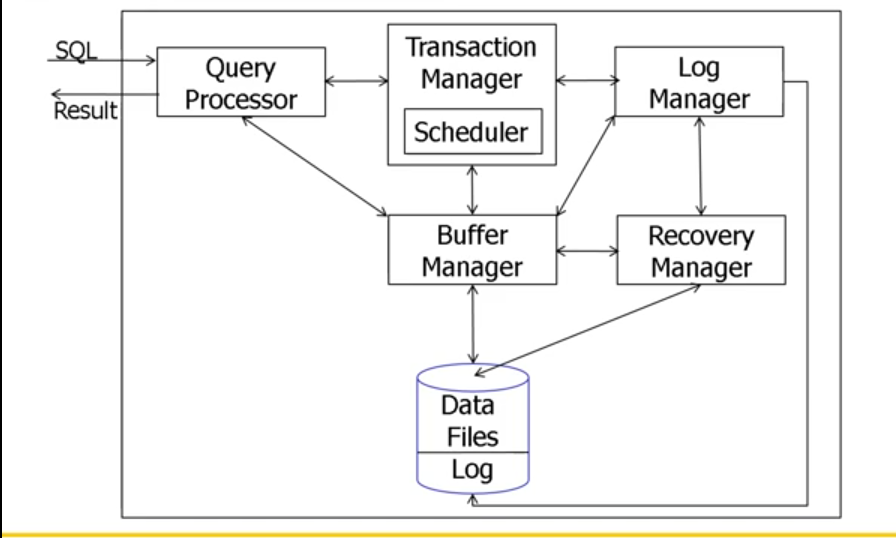 SQL
Result
Query
Processor
Transaction
Manager
Scheduler
Log
Manager
Buffer
Manager
Recovery
Manager
Data
Files
Log